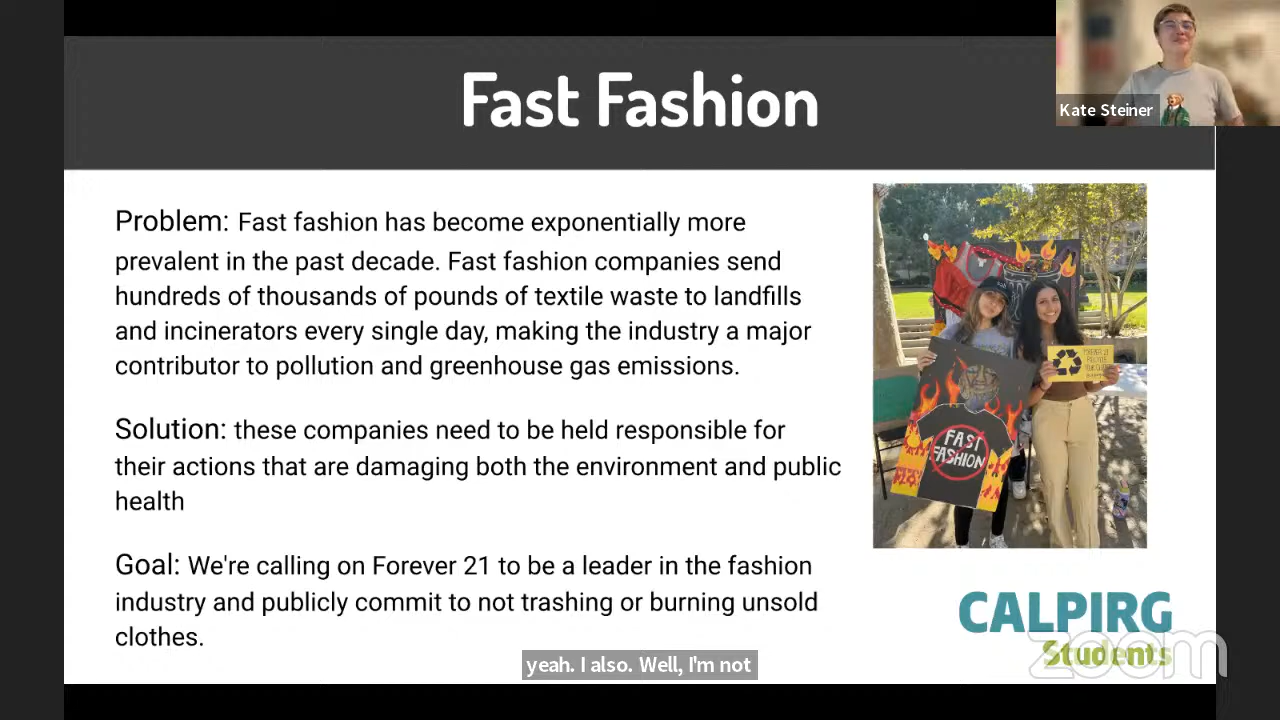 Fast Fashion
Kate Steiner
Problem: Fast fashion has become exponentially more
prevalent in the past decade. Fast fashion companies send
hundreds of thousands of pounds of textile waste to landfills
and incinerators every single day, making the industry a major
contributor to pollution and greenhouse gas emissions.
Solution: these companies need to be held responsible for
their actions that are damaging both the environment and public
health
Goal: We're calling on Forever 21 to be a leader in the fashion
industry and publicly commit to not trashing or burning unsold
clothes.
FAST
FASHION
CALPIRG
Students
zoom
yeah. I also. Well, I'm not